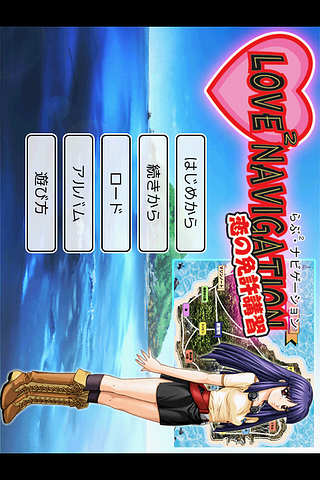 LOVE² NAVIGATION
らぶ²・ナビゲーション
恋の免許講習
はじめから
続きから
ロード
アルバム
遊び方